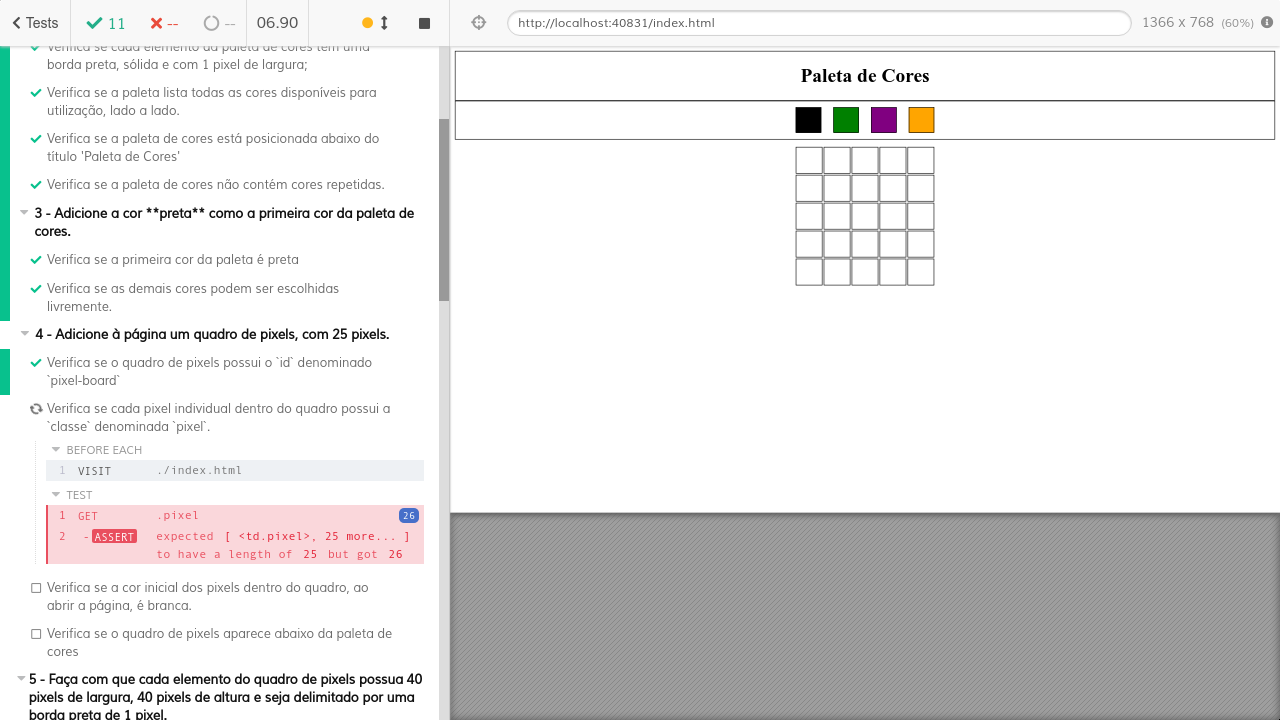 Tests
11
--
--
06.90
http://localhost:40831/index.html
1366 x 768 (60%)
Verifica se cada elemento da paleta de cores tem uma
borda preta, sólida e com 1 pixel de largura;
Verifica se a paleta lista todas as cores disponíveis para
utilização, lado a lado.
Verifica se a paleta de cores está posicionada abaixo do
título 'Paleta de Cores'
Verifica se a paleta de cores não contém cores repetidas.
3 - Adicione a cor **preta** como a primeira cor da paleta de
cores.
Verifica se a primeira cor da paleta é preta
Verifica se as demais cores podem ser escolhidas
livremente.
4 - Adicione à página um quadro de pixels, com 25 pixels.
Verifica se o quadro de pixels possui o `id` denominado
`pixel-board`
Verifica se cada pixel individual dentro do quadro possui a
`classe` denominada `pixel`.
BEFORE EACH
1 VISIT ./index.html
TEST
1 GET .pixel 26
2 -ASSERT expected [ <td.pixel>, 25 more... ]
to have a length of 25 but got 26
Verifica se a cor inicial dos pixels dentro do quadro, ao
abrir a página, é branca.
Verifica se o quadro de pixels aparece abaixo da paleta de
cores
5 - Faça com que cada elemento do quadro de pixels possua 40
pixels de largura, 40 pixels de altura e seja delimitado por uma
borda preta de 1 pixel.
Paleta de Cores